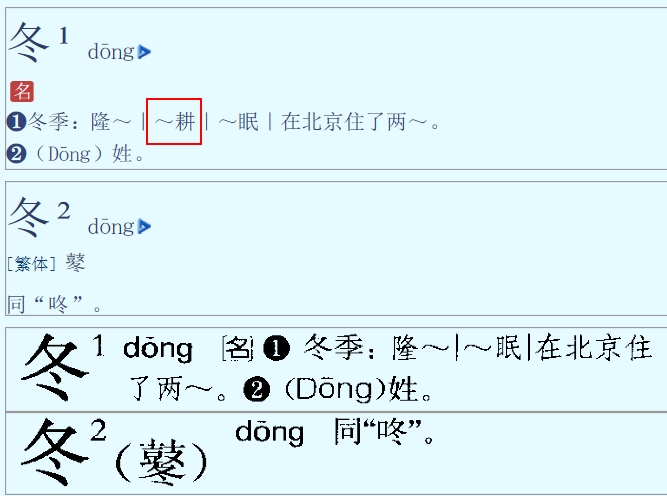 冬1 dōng
名
❶冬季：隆～｜～耕｜～眠｜在北京住了两～。
❷（Dōng）姓。
冬2 dōng
[繁体] 鼕
同“咚”。
冬1 dōng [名] ❶ 冬季：隆～|～眠|在北京住
了两～。❷（Dōng)姓。
冬2(鼕) dōng 同“咚”。